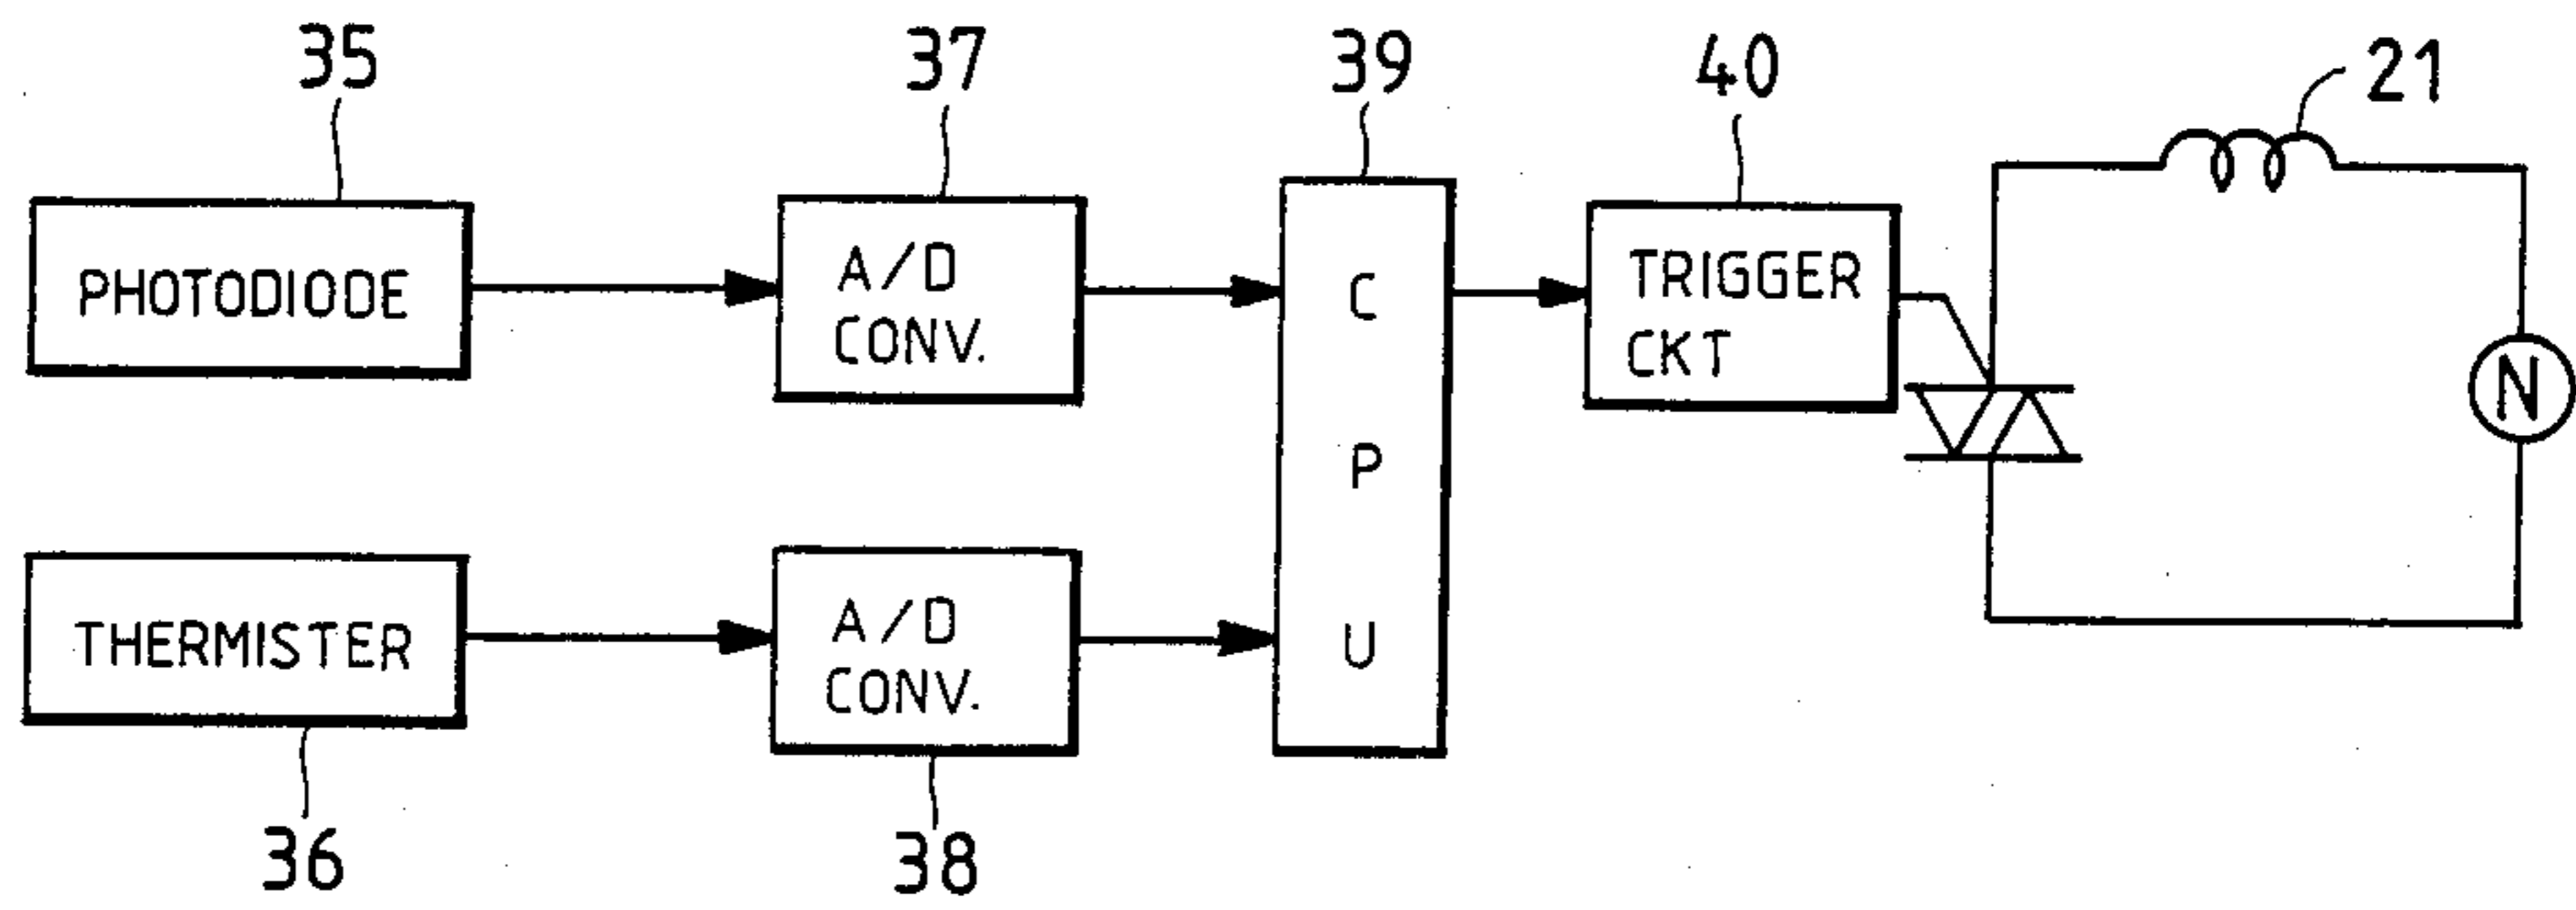 35
37
39
40
21
PHOTODIODE
A/D
CONV.
C
P
U
TRIGGER
CKT
N
THERMISTER
A/D
CONV.
36
38